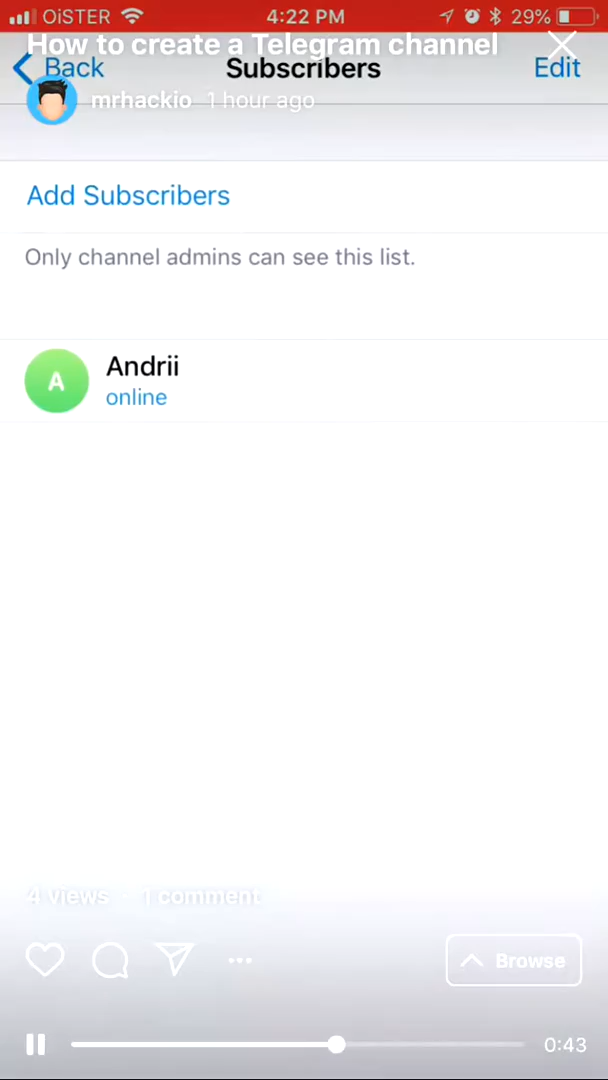 OiSTER 4:22 PM 29%
How to create a Telegram channel
Back Subscribers Edit
mrhackio 1 hour ago
Add Subscribers
Only channel admins can see this list.
A
Andrii
online
4 views 1 comment
Browse
0:43